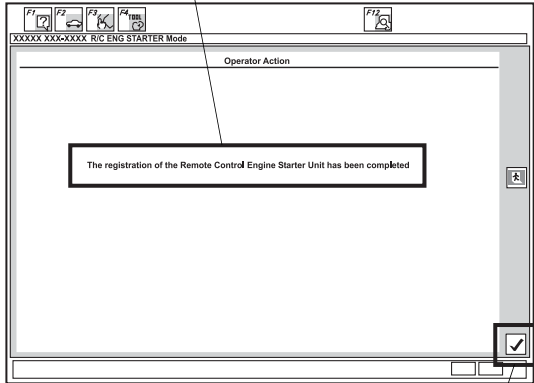 F1 F2 F3 F4 TOOL F12
XXXXX XXX-XXXX R/C ENG STARTER Mode
Operator Action
The registration of the Remote Control Engine Starter Unit has been completed